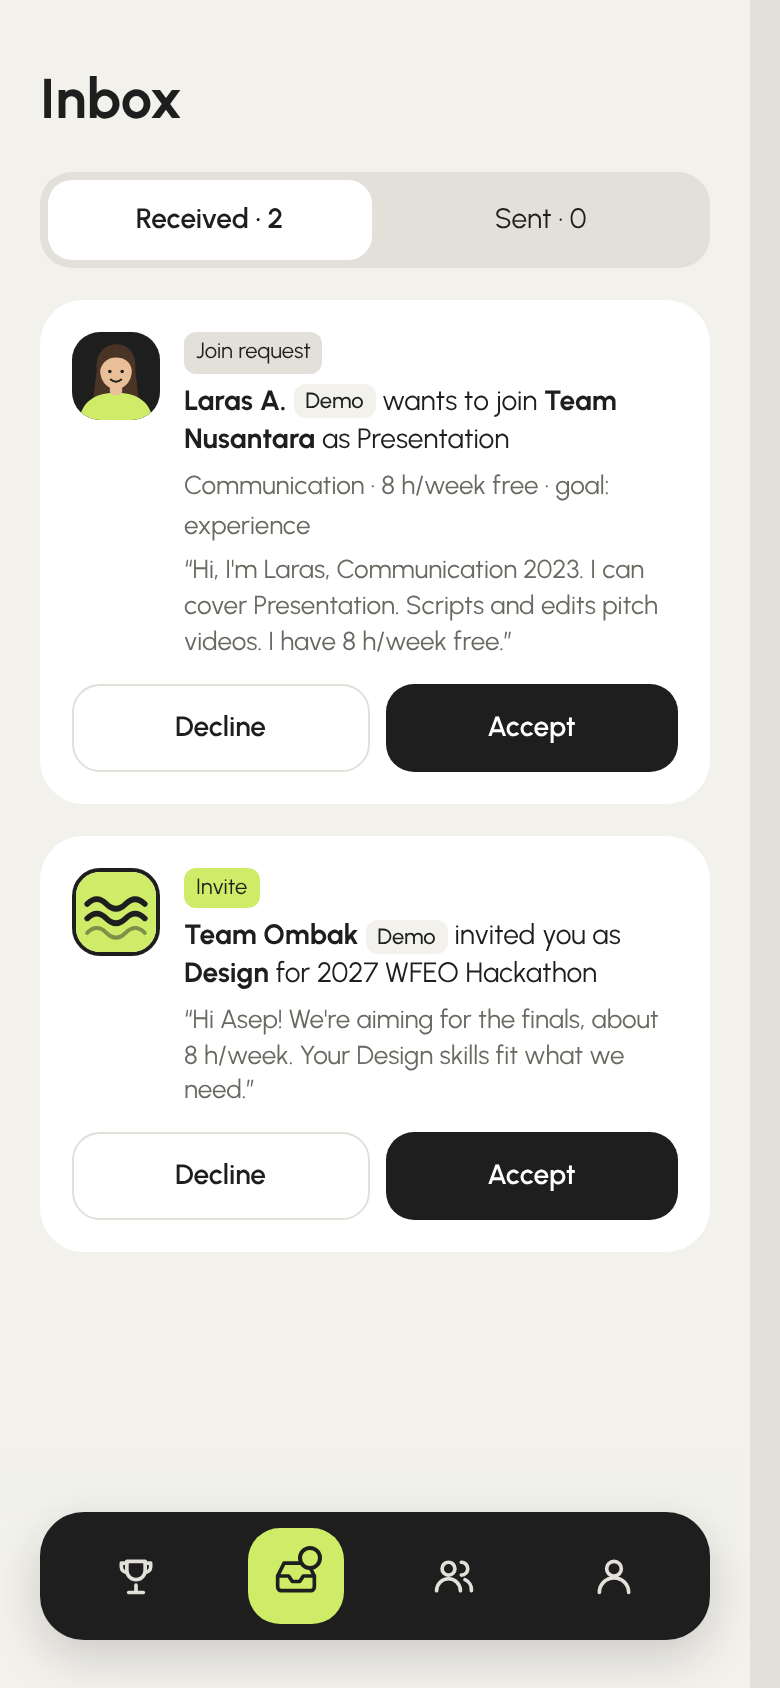 Inbox
Received · 2
Sent · 0
Join request
Laras A. Demo wants to join Team
Nusantara as Presentation
Communication · 8 h/week free · goal:
experience
“Hi, I'm Laras, Communication 2023. I can
cover Presentation. Scripts and edits pitch
videos. I have 8 h/week free.”
Decline
Accept
Invite
Team Ombak Demo invited you as
Design for 2027 WFEO Hackathon
“Hi Asep! We're aiming for the finals, about
8 h/week. Your Design skills fit what we
need.”
Decline
Accept